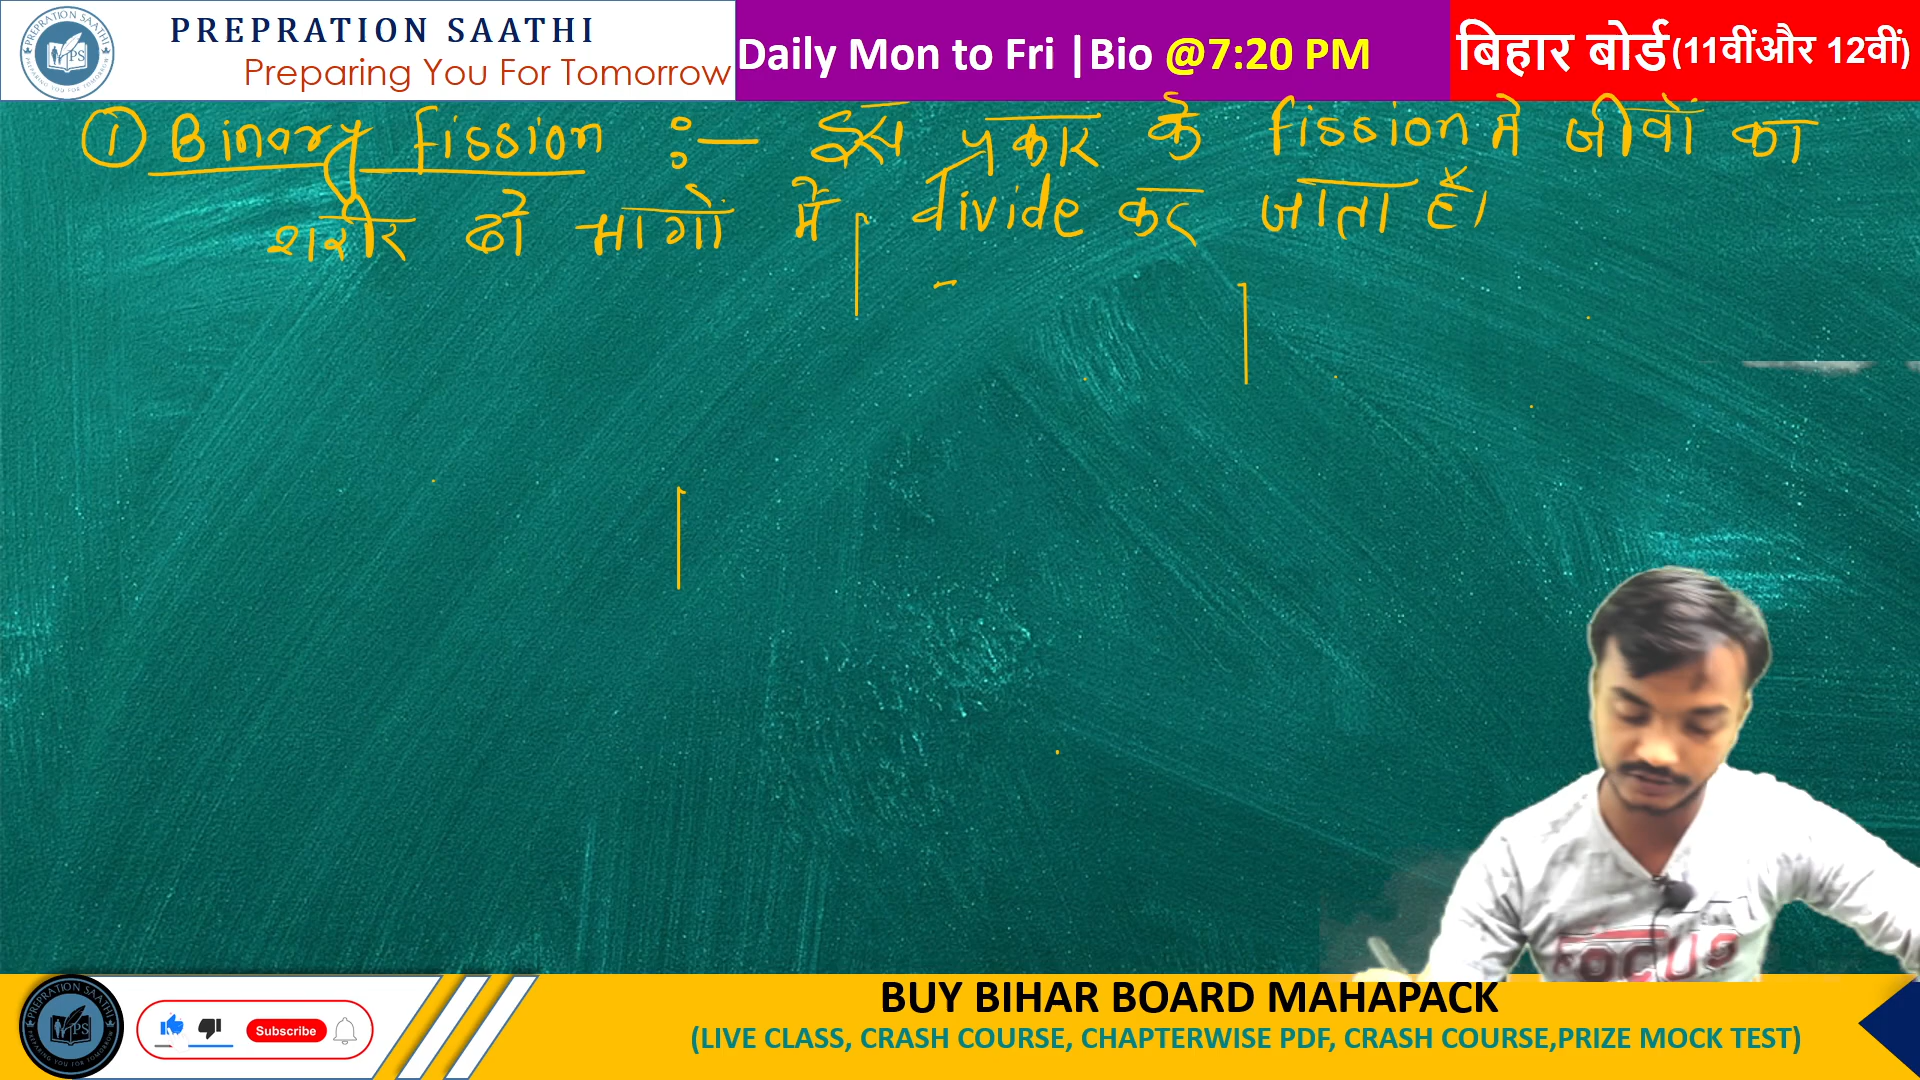 PREPRATION SAATHI
Preparing You For Tomorrow
Daily Mon to Fri |Bio @7:20 PM
बिहार बोर्ड(11वींऔर 12वीं)
① Binary fission :— इस प्रकार के fission मे जीवों का
शरीर दो भागों में divide कर जाता है।
FOCUS
Subscribe
BUY BIHAR BOARD MAHAPACK
(LIVE CLASS, CRASH COURSE, CHAPTERWISE PDF, CRASH COURSE,PRIZE MOCK TEST)